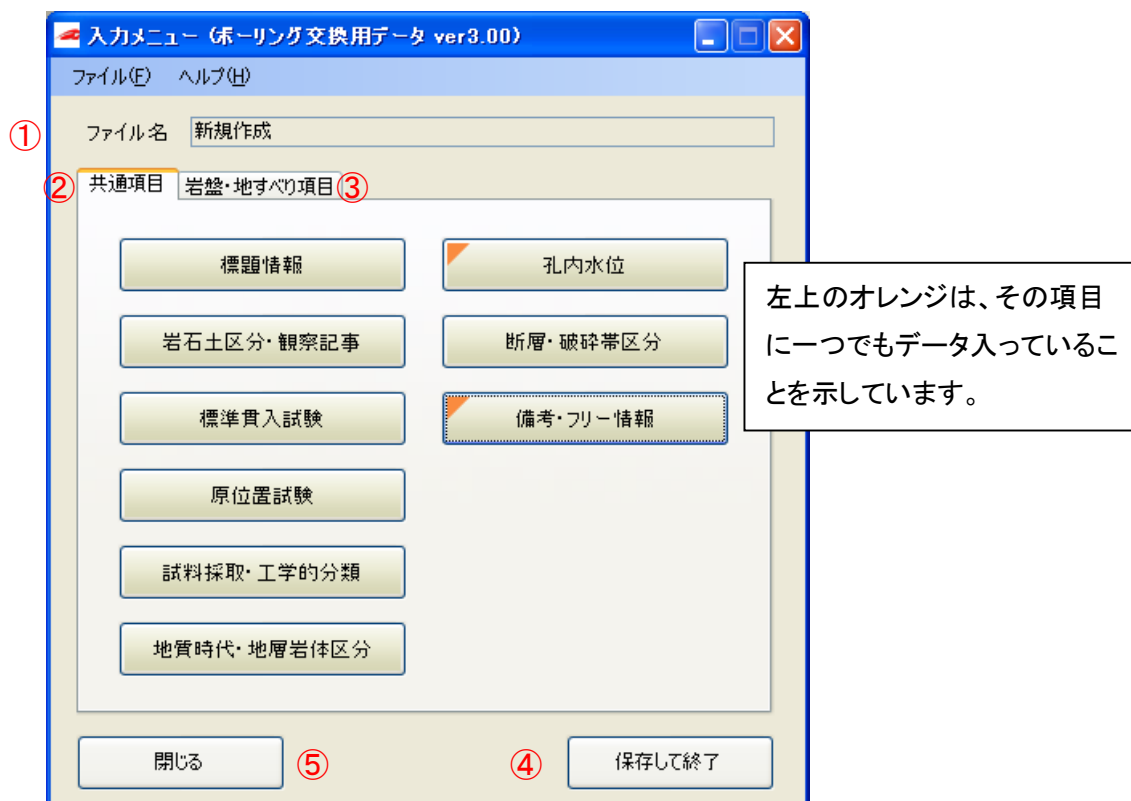 入力メニュー (ボーリング交換用データ ver3.00)
ファイル(F) ヘルプ(H)
① ファイル名 新規作成
② 共通項目 岩盤・地すべり項目 ③
標題情報 孔内水位
岩石土区分・観察記事 断層・破砕帯区分
標準貫入試験 備考・フリー情報
原位置試験
試料採取・工学的分類
地質時代・地層岩体区分
左上のオレンジは、その項目
に一つでもデータ入っているこ
とを示しています。
閉じる ⑤ ④ 保存して終了